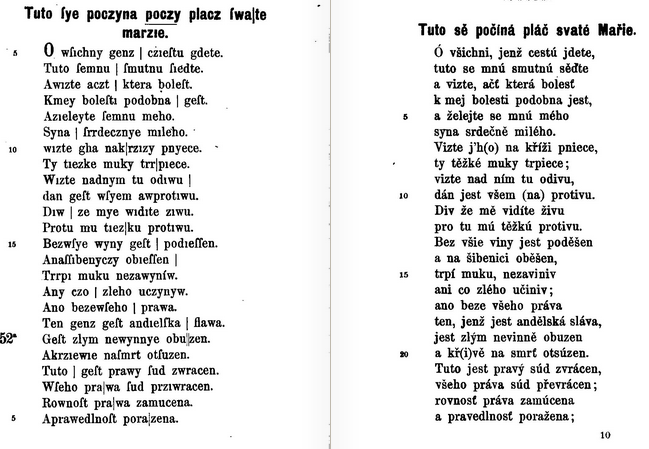 Tuto ſye poczyna poczy placz ſwa|te
marzie.
5 O wſichny genz | czieſtu gdete.
Tuto ſemnu | ſmutnu ſiedte.
Awizte aczt | ktera boleſt.
Kmey boleſti podobna | geſt.
Azieleyte ſemnu meho.
Syna | ſrrdecznye mileho.
10 wizte gha nak|rzizy pnyece.
Ty tiezke muky trr|piece.
Wizte nadnym tu odiwu |
dan geſt wſyem awprotiwu.
Diw | ze mye widite ziwu.
Protu mu tiez|ku protiwu.
15 Bezwſye wyny geſt | podieſſen.
Anaſſibenyczy obieſſen |
Trrpi muku nezawyniw.
Any czo | zleho uczynyw.
Ano bezewſeho | prawa.
Ten genz geſt andielſka | ſlawa.
52a Geſt zlym newynnye obu||zen.
Akrziewie naſmrt otſuzen.
Tuto | geſt prawy ſud zwracen.
Wſeho pra|wa ſud prziwracen.
Rownoſt pra|wa zamucena.
5 Aprawedlnoſt pora|zena.
Tuto sě počíná pláč svaté Mařie.
Ó všichni, jenž cestú jdete,
tuto se mnú smutnú sěďte
a vizte, ačť která bolesť
k mej bolesti podobna jest,
5 a želejte se mnú mého
syna srdečně milého.
Vizte j'h(o) na kříži pniece,
ty těžké muky trpiece;
vizte nad ním tu odivu,
10 dán jest všem (na) protivu.
Div že mě vidíte živu
pro tu mú těžkú protivu.
Bez všie viny jest poděšen
a na šibenici oběšen,
15 trpí muku, nezaviniv
ani co zlého učiniv;
ano beze všeho práva
ten, jenž jest andělská sláva,
jest zlým nevinně obuzen
20 a kř(i)vě na smrť otsúzen.
Tuto jest pravý súd zvrácen,
všeho práva súd převrácen;
rovnosť práva zamúcena
a pravedlnosť poražena;
10